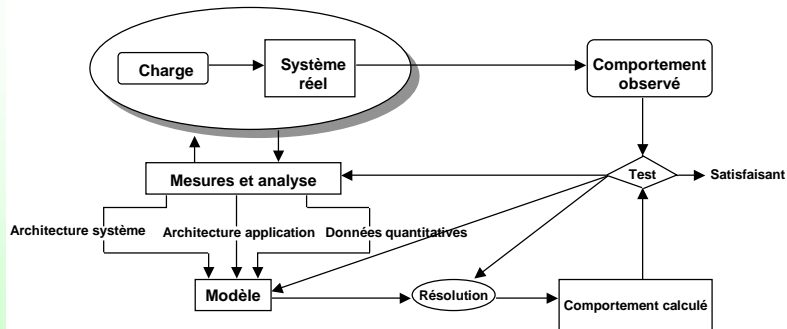 Charge
Système
réel
Comportement
observé
Mesures et analyse
Test
Satisfaisant
Architecture système
Architecture application
Données quantitatives
Modèle
Résolution
Comportement calculé